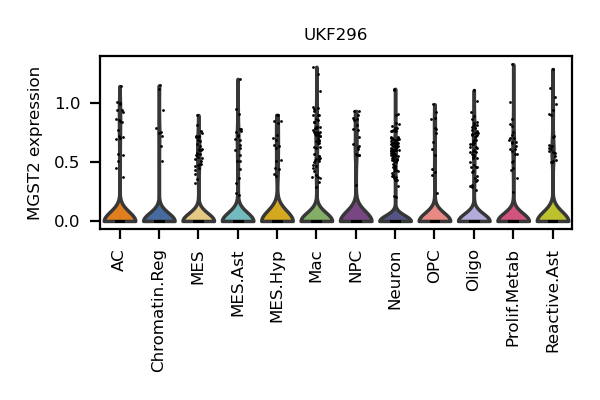 UKF296
MGST2 expression
1.0
0.5
0.0
AC
Chromatin.Reg
MES
MES.Ast
MES.Hyp
Mac
NPC
Neuron
OPC
Oligo
Prolif.Metab
Reactive.Ast